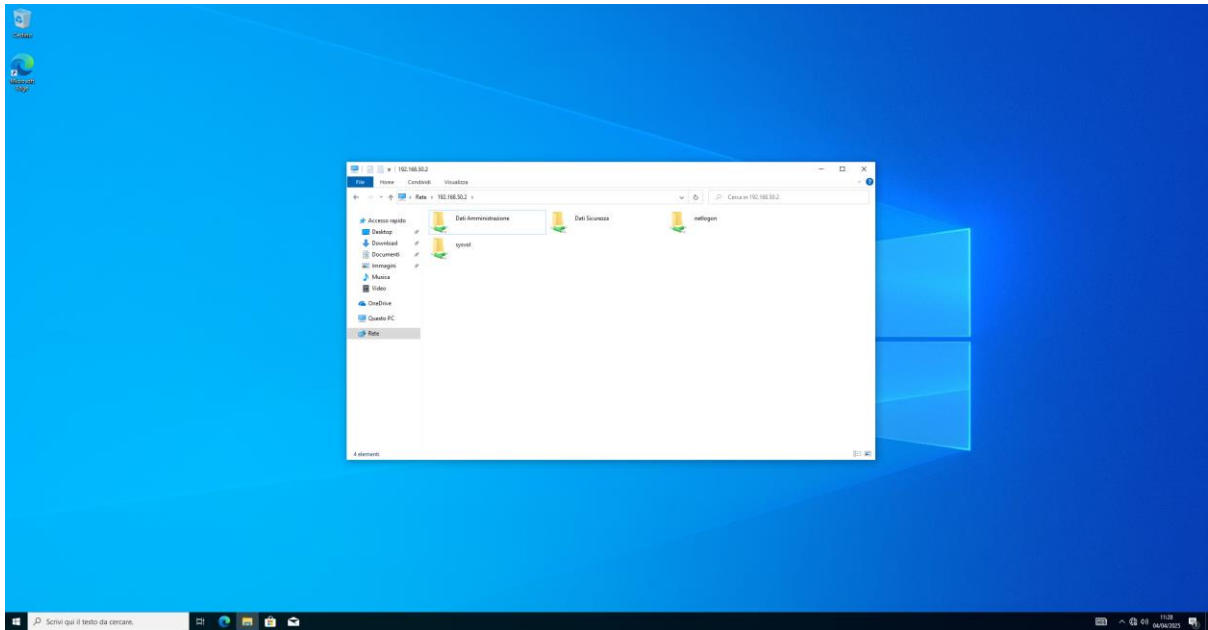 Cestino
Microsoft
Edge
192.168.50.2
File Home Condividi Visualizza
Rete 192.168.50.2
Cerca in 192.168.50.2
Accesso rapido
Desktop
Download
Documenti
Immagini
Musica
Video
OneDrive
Questo PC
Rete
Dati Amministrazione
Dati Sicurezza
netlogon
sysvol
4 elementi
Scrivi qui il testo da cercare.
11:28
04/04/2025